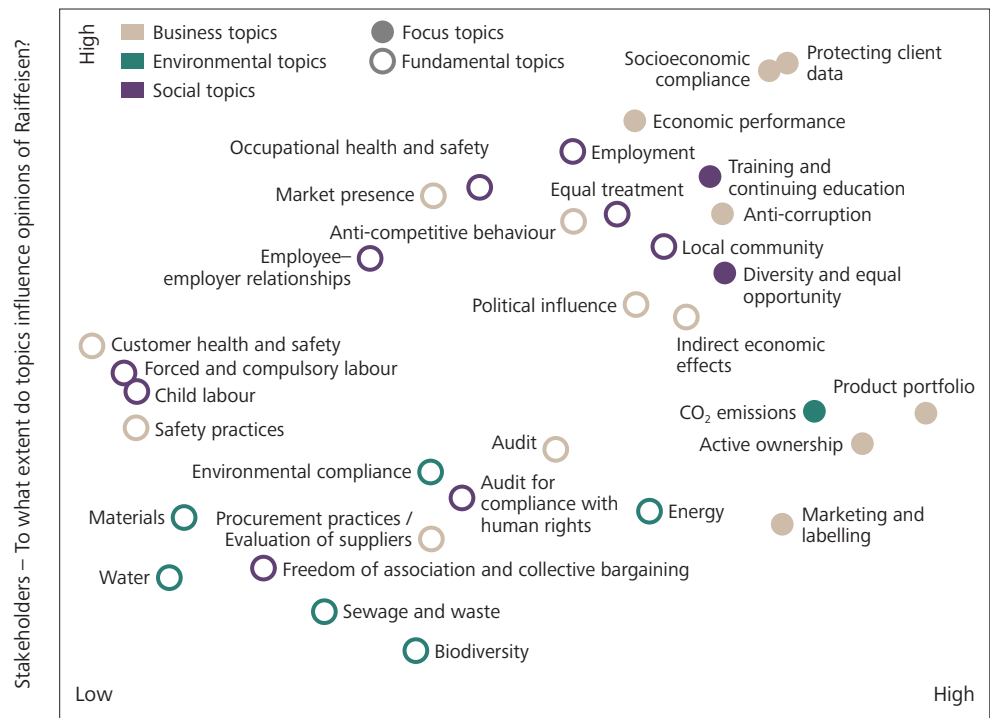 Stakeholders – To what extent do topics influence opinions of Raiffeisen?
High
Business topics
Environmental topics
Social topics
Focus topics
Fundamental topics
Socioeconomic
compliance
Protecting client
data
Economic performance
Occupational health and safety
Employment
Training and
continuing education
Market presence
Equal treatment
Anti-corruption
Anti-competitive behaviour
Local community
Employee–
employer relationships
Diversity and equal
opportunity
Political influence
Indirect economic
effects
Customer health and safety
Forced and compulsory labour
Child labour
Product portfolio
CO₂ emissions
Safety practices
Active ownership
Audit
Environmental compliance
Audit for
compliance with
human rights
Materials
Procurement practices /
Evaluation of suppliers
Energy
Marketing and
labelling
Water
Freedom of association and collective bargaining
Sewage and waste
Biodiversity
Low
High